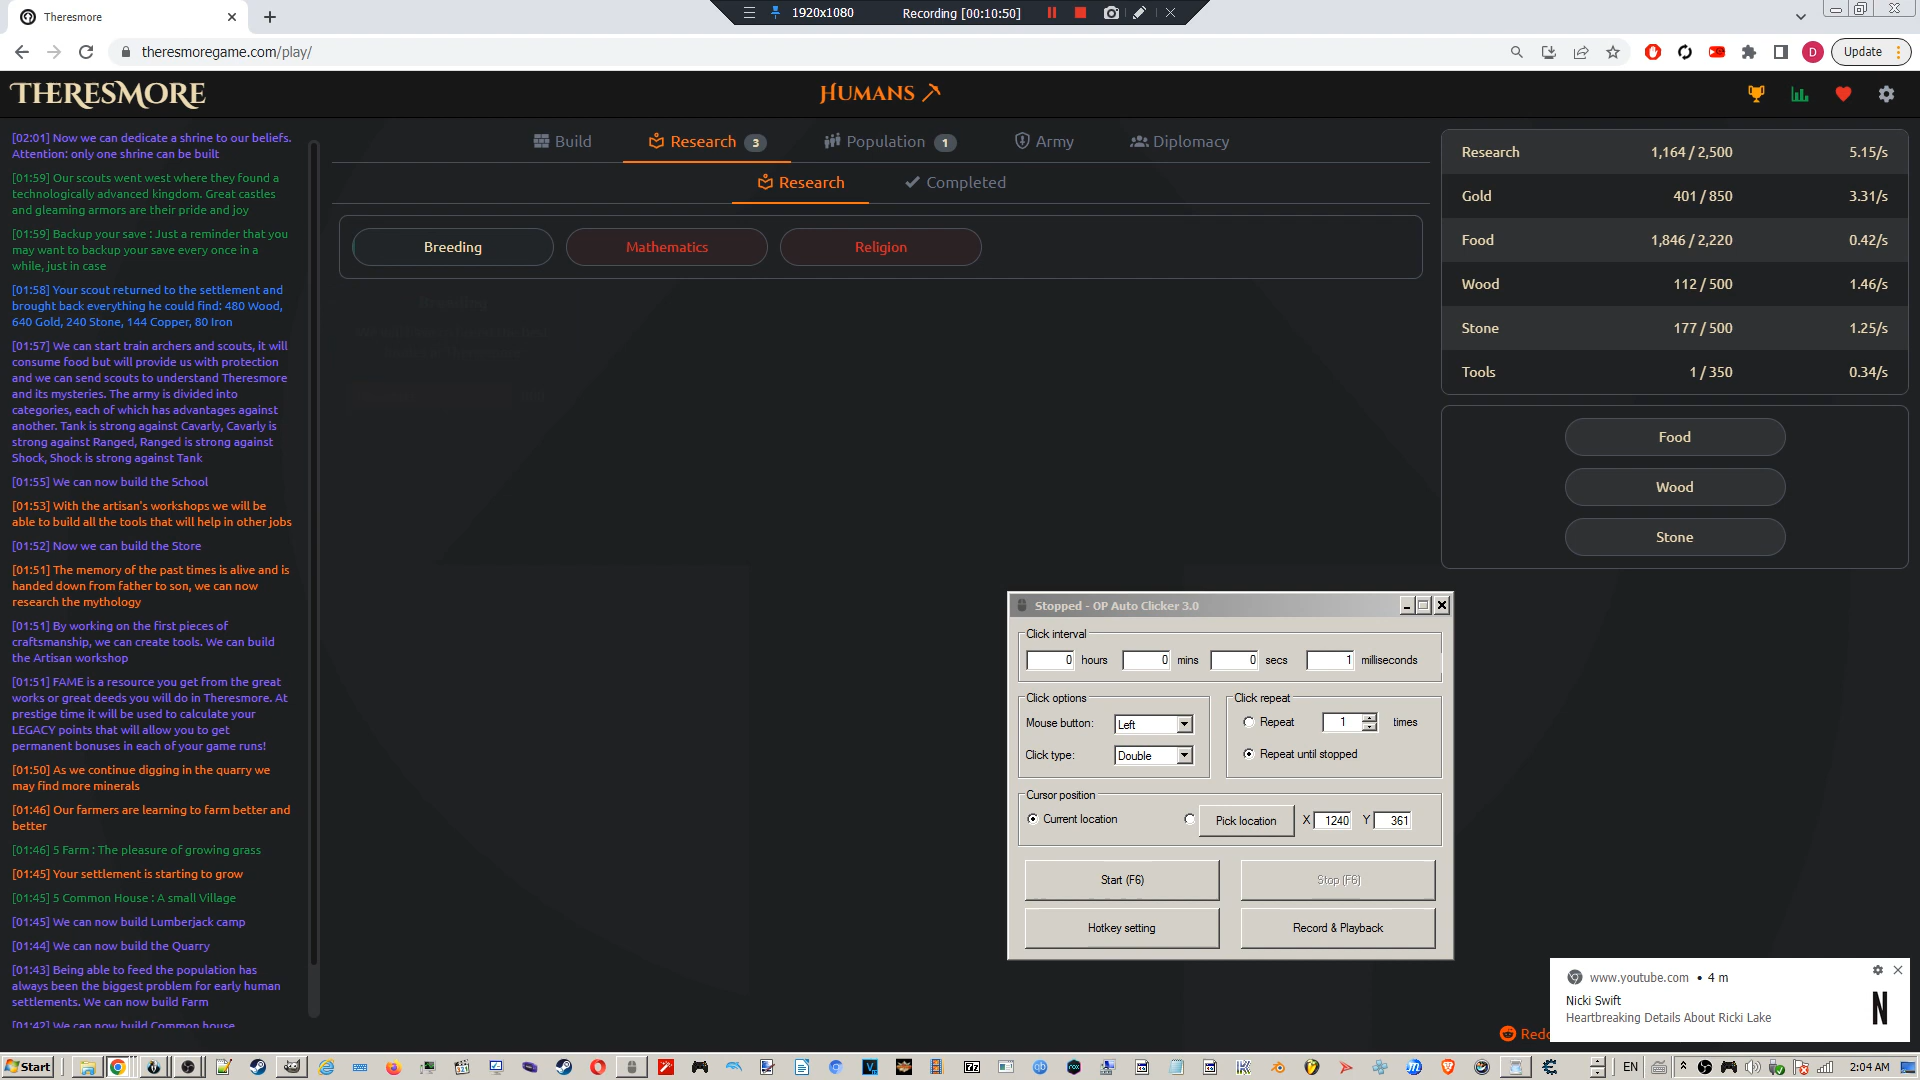 Theresmore
1920x1080
Recording [00:10:50]
theresmoregame.com/play/
D
Update
THERESMORE
HUMANS
[02:01] Now we can dedicate a shrine to our beliefs.
Attention: only one shrine can be built
[01:59] Our scouts went west where they found a
technologically advanced kingdom. Great castles
and gleaming armors are their pride and joy
[01:59] Backup your save : Just a reminder that you
may want to backup your save every once in a
while, just in case
[01:58] Your scout returned to the settlement and
brought back everything he could find: 480 Wood,
640 Gold, 240 Stone, 144 Copper, 80 Iron
[01:57] We can start train archers and scouts, it will
consume food but will provide us with protection
and we can send scouts to understand Theresmore
and its mysteries. The army is divided into
categories, each of which has advantages against
another. Tank is strong against Cavarly, Cavarly is
strong against Ranged, Ranged is strong against
Shock, Shock is strong against Tank
[01:55] We can now build the School
[01:53] With the artisan's workshops we will be
able to build all the tools that will help in other jobs
[01:52] Now we can build the Store
[01:51] The memory of the past times is alive and is
handed down from father to son, we can now
research the mythology
[01:51] By working on the first pieces of
craftsmanship, we can create tools. We can build
the Artisan workshop
[01:51] FAME is a resource you get from the great
works or great deeds you will do in Theresmore. At
prestige time it will be used to calculate your
LEGACY points that will allow you to get
permanent bonuses in each of your game runs!
[01:50] As we continue digging in the quarry we
may find more minerals
[01:46] Our farmers are learning to farm better and
better
[01:46] 5 Farm : The pleasure of growing grass
[01:45] Your settlement is starting to grow
[01:45] 5 Common House : A small Village
[01:45] We can now build Lumberjack camp
[01:44] We can now build the Quarry
[01:43] Being able to feed the population has
always been the biggest problem for early human
settlements. We can now build Farm
[01:42] We can now build Common house
Build
Research 3
Population 1
Army
Diplomacy
Research
Completed
Breeding
Mathematics
Religion
Research 1,164 / 2,500 5.15/s
Gold 401 / 850 3.31/s
Food 1,846 / 2,220 0.42/s
Wood 112 / 500 1.46/s
Stone 177 / 500 1.25/s
Tools 1 / 350 0.34/s
Food
Wood
Stone
Stopped - OP Auto Clicker 3.0
Click interval
0 hours 0 mins 0 secs 1 milliseconds
Click options
Mouse button: Left
Click type: Double
Click repeat
Repeat 1 times
Repeat until stopped
Cursor position
Current location
Pick location X 1240 Y 361
Start (F6)
Stop (F6)
Hotkey setting
Record & Playback
www.youtube.com • 4 m
Nicki Swift
Heartbreaking Details About Ricki Lake
N
Start
EN
2:04 AM